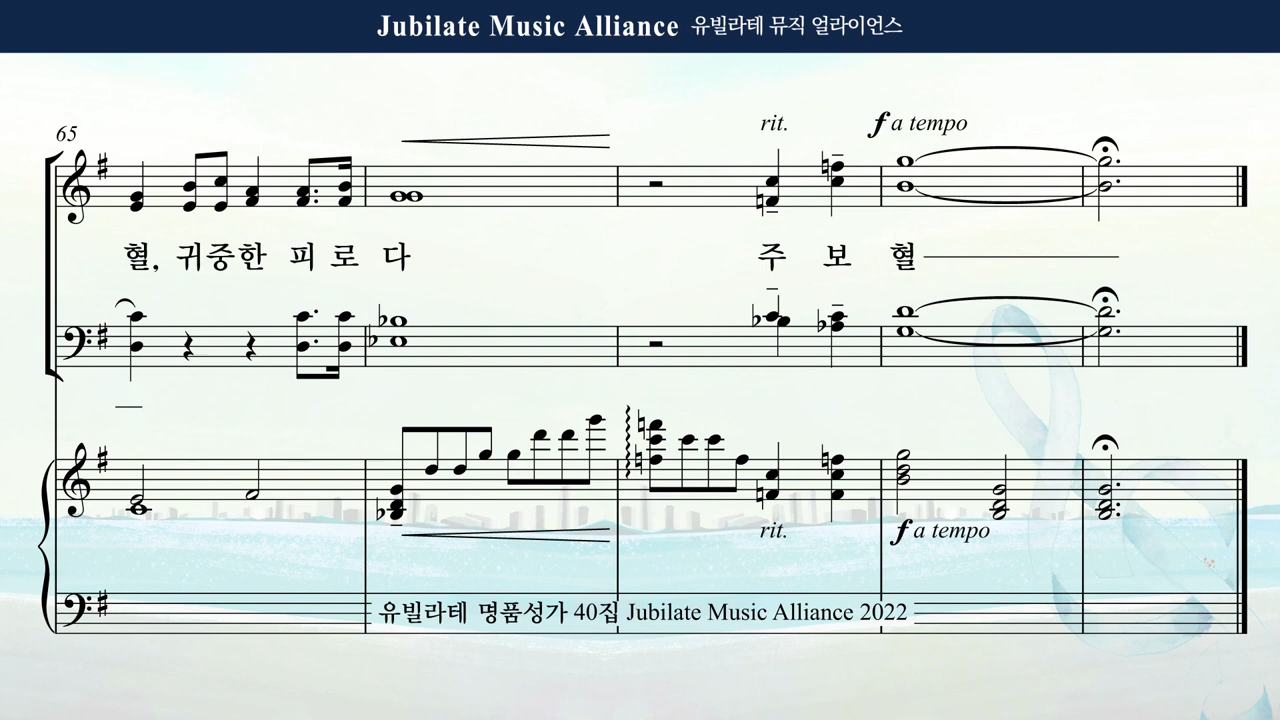 Jubilate Music Alliance 유빌라테 뮤직 얼라이언스
65
rit.
f a tempo
혈, 귀중한 피 로 다 주 보 혈
rit.
f a tempo
유빌라테 명품성가 40집 Jubilate Music Alliance 2022